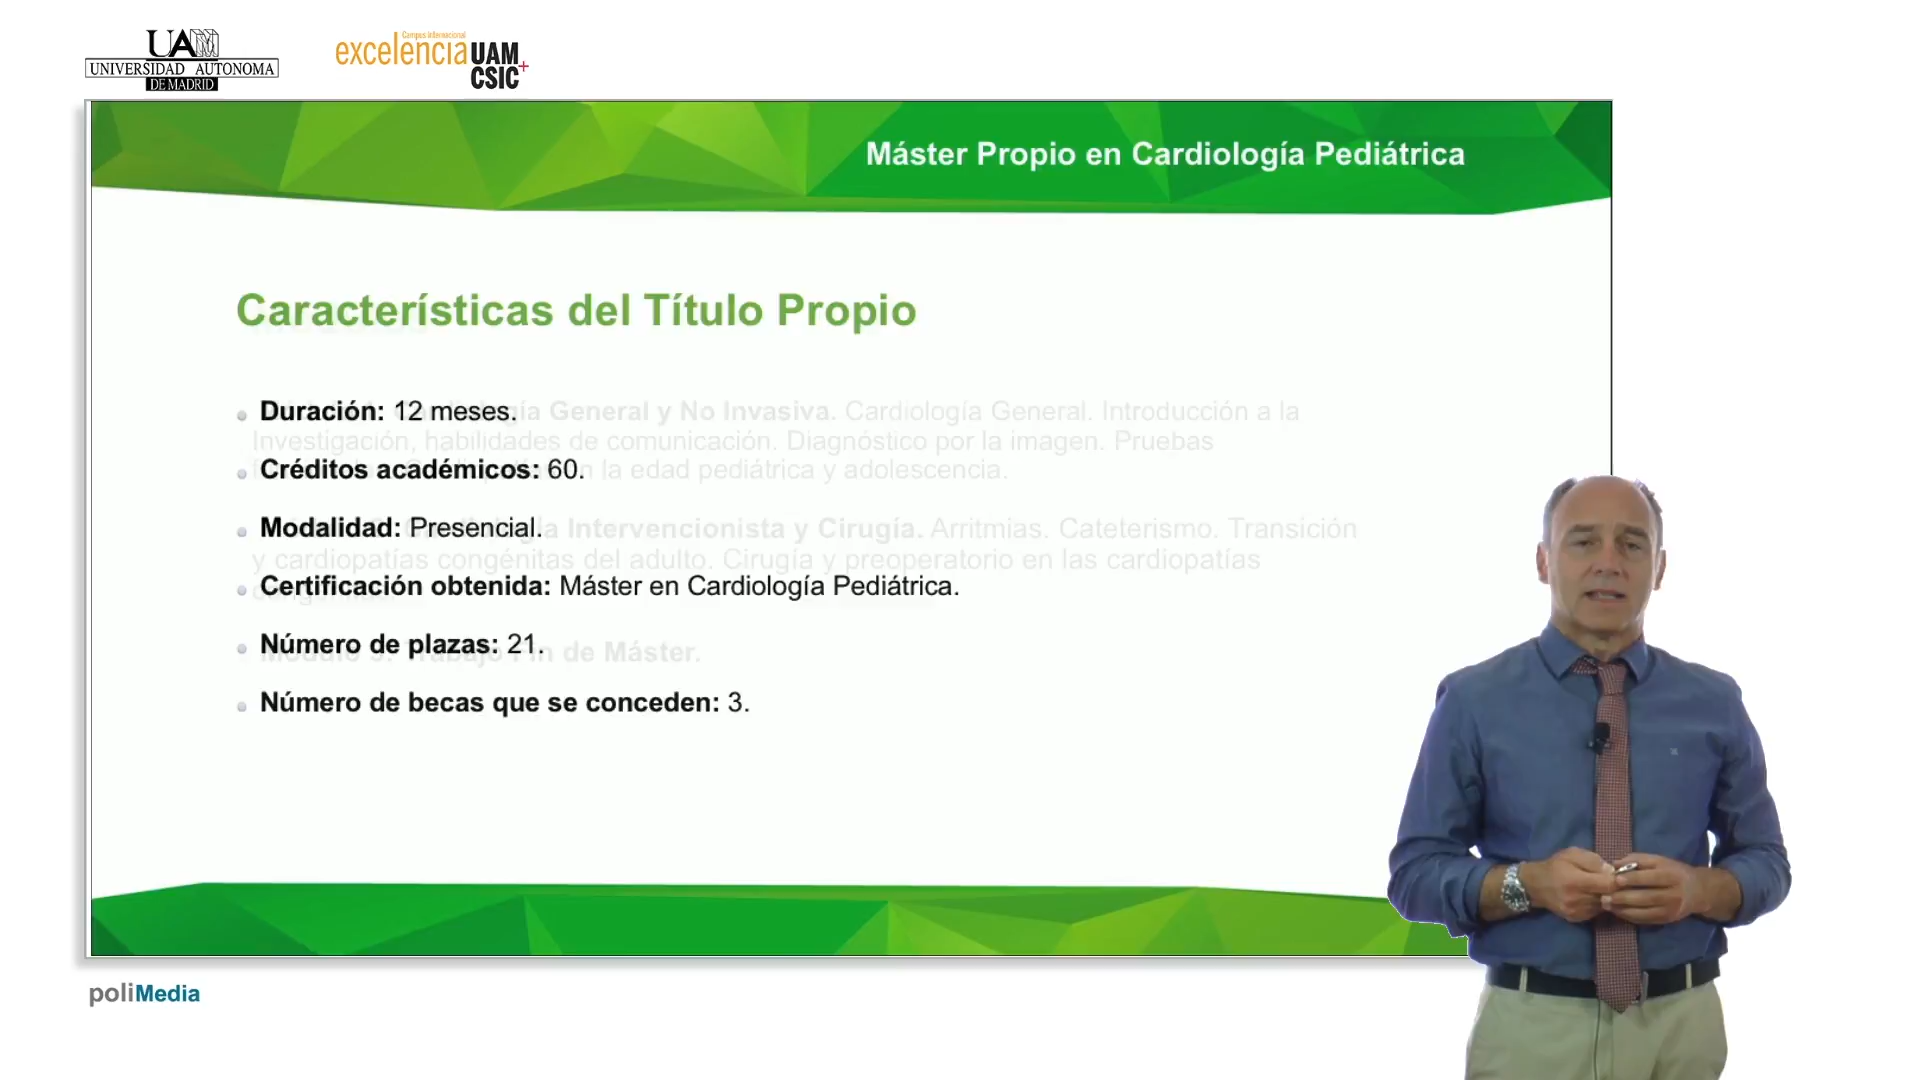 UAM
UNIVERSIDAD AUTONOMA
DE MADRID
Campus internacional
excelencia UAM
CSIC+
Máster Propio en Cardiología Pediátrica
Características del Título Propio
Duración: 12 meses.
Créditos académicos: 60.
Modalidad: Presencial.
Certificación obtenida: Máster en Cardiología Pediátrica.
Número de plazas: 21.
Número de becas que se conceden: 3.
General y No Invasiva. Cardiología General. Introducción a la
Investigación, habilidades de comunicación. Diagnóstico por la imagen. Pruebas
la edad pediátrica y adolescencia.
Intervencionista y Cirugía. Arritmias. Cateterismo. Transición
y cardiopatías congénitas del adulto. Cirugía y preoperatorio en las cardiopatías
de Máster.
poliMedia